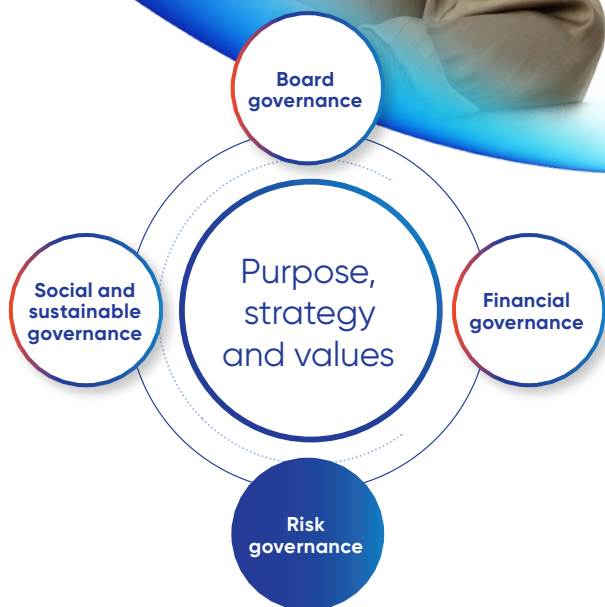 Board
governance
Social and
sustainable
governance
Purpose,
strategy
and values
Financial
governance
Risk
governance